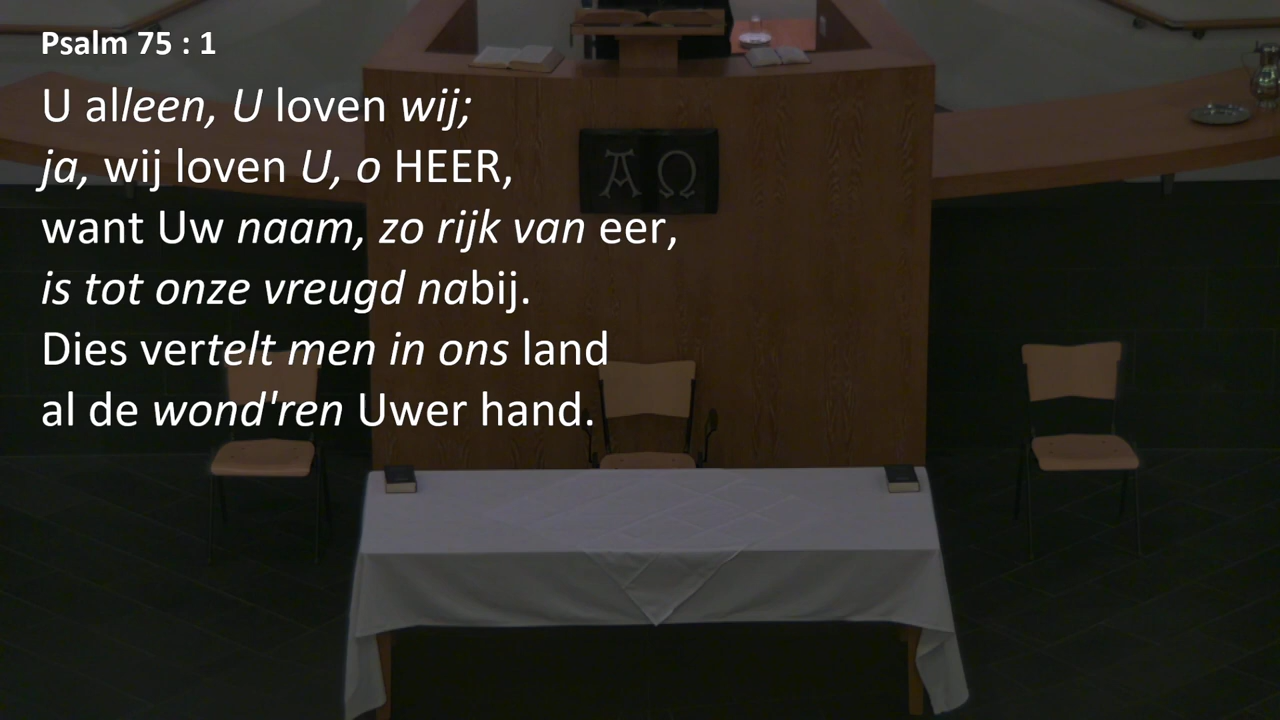 Psalm 75 : 1
U alleen, U loven wij;
ja, wij loven U, o HEER,
want Uw naam, zo rijk van eer,
is tot onze vreugd nabij.
Dies vertelt men in ons land
al de wond'ren Uwer hand.
Α Ω